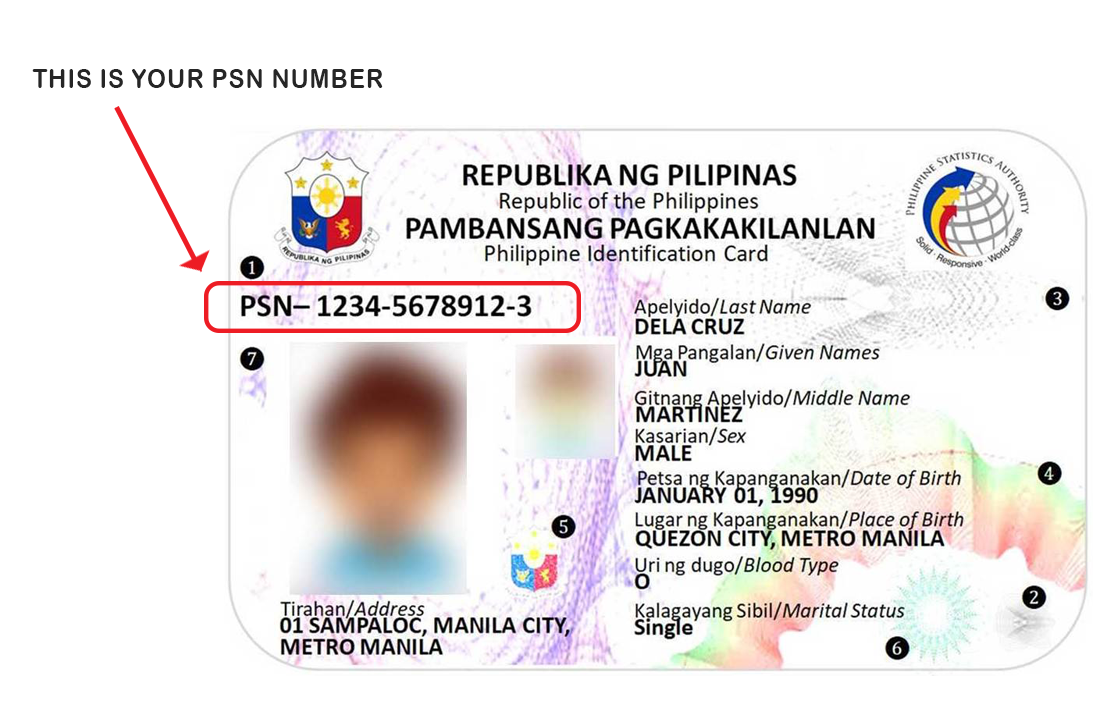 THIS IS YOUR PSN NUMBER
REPUBLIKA NG PILIPINAS
Republic of the Philippines
PAMBANSANG PAGKAKAKILANLAN
Philippine Identification Card
REPUBLIKA NG PILIPINAS
PHILIPPINE STATISTICS AUTHORITY
Solid · Responsive · World-class
1
PSN– 1234-5678912-3
7
3
Apelyido/Last Name
DELA CRUZ
Mga Pangalan/Given Names
JUAN
Gitnang Apelyido/Middle Name
MARTINEZ
Kasarian/Sex
MALE
Petsa ng Kapanganakan/Date of Birth
JANUARY 01, 1990
4
Lugar ng Kapanganakan/Place of Birth
QUEZON CITY, METRO MANILA
5
Uri ng dugo/Blood Type
O
2
Kalagayang Sibil/Marital Status
Single
6
Tirahan/Address
01 SAMPALOC, MANILA CITY,
METRO MANILA